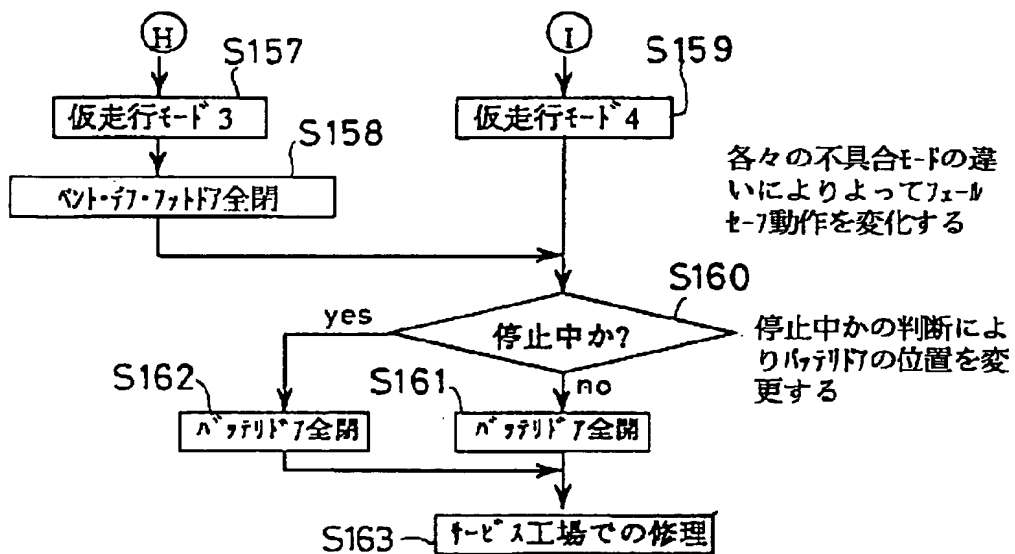 H
I
S157
S159
仮走行ﾓｰﾄﾞ3
仮走行ﾓｰﾄﾞ4
S158
ﾍﾞﾝﾄ･ﾃﾞﾌ･ﾌｯﾄﾄﾞｱ全閉
各々の不具合ﾓｰﾄﾞの違
いによりよってﾌｪｰﾙ
ｾｰﾌ動作を変化する
S160
yes
停止中か?
停止中かの判断によ
りﾊﾞｯﾃﾘﾄﾞｱの位置を変
更する
S162
S161
no
ﾊﾞｯﾃﾘﾄﾞｱ全閉
ﾊﾞｯﾃﾘﾄﾞｱ全開
S163
ｻｰﾋﾞｽ工場での修理